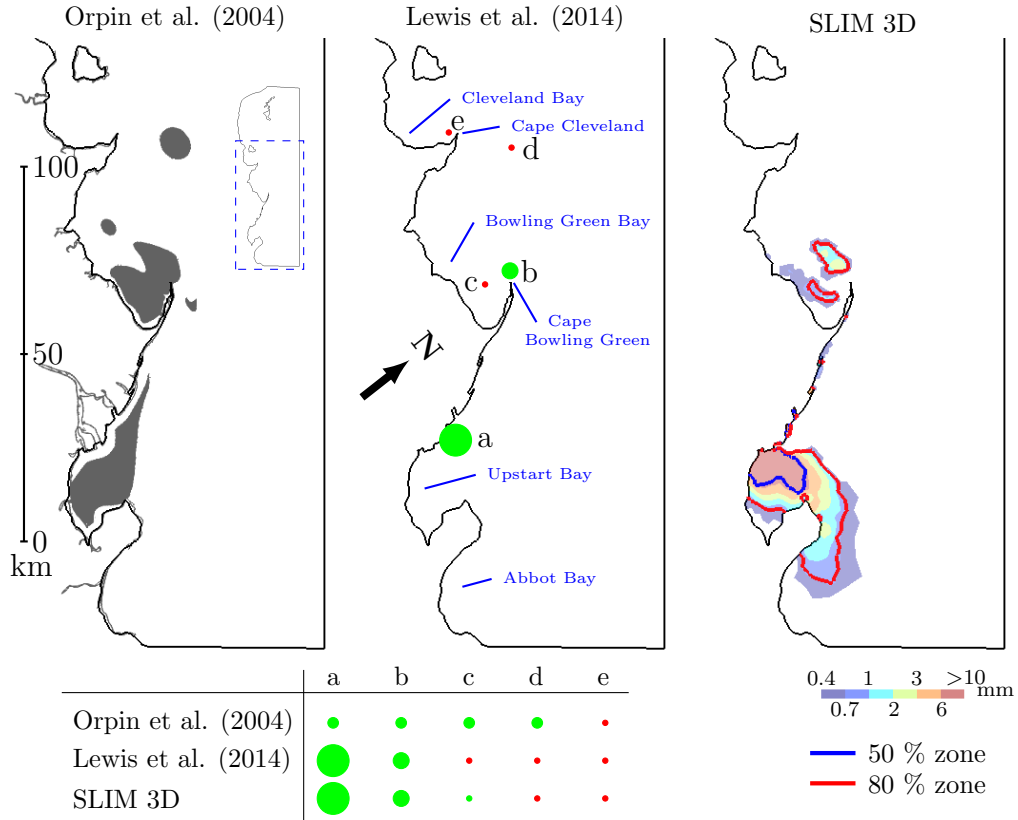 Orpin et al. (2004)
Lewis et al. (2014)
SLIM 3D
Cleveland Bay
e
Cape Cleveland
d
100
Bowling Green Bay
b
c
Cape
Bowling Green
N
50
a
Upstart Bay
0
km
Abbot Bay
a b c d e
Orpin et al. (2004)
Lewis et al. (2014)
SLIM 3D
0.4 1 3 >10
mm
0.7 2 6
50 % zone
80 % zone